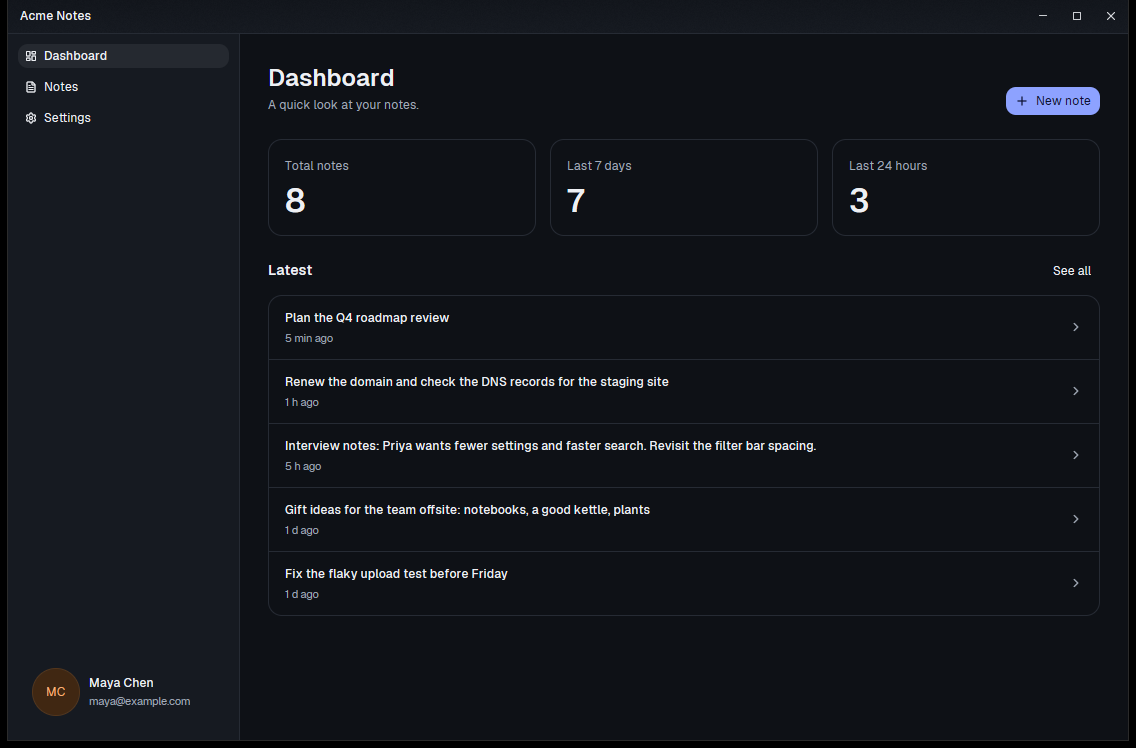 Acme Notes
Dashboard
Notes
Settings
Dashboard
A quick look at your notes.
New note
Total notes
8
Last 7 days
7
Last 24 hours
3
Latest
See all
Plan the Q4 roadmap review
5 min ago
Renew the domain and check the DNS records for the staging site
1 h ago
Interview notes: Priya wants fewer settings and faster search. Revisit the filter bar spacing.
5 h ago
Gift ideas for the team offsite: notebooks, a good kettle, plants
1 d ago
Fix the flaky upload test before Friday
1 d ago
MC
Maya Chen
maya@example.com